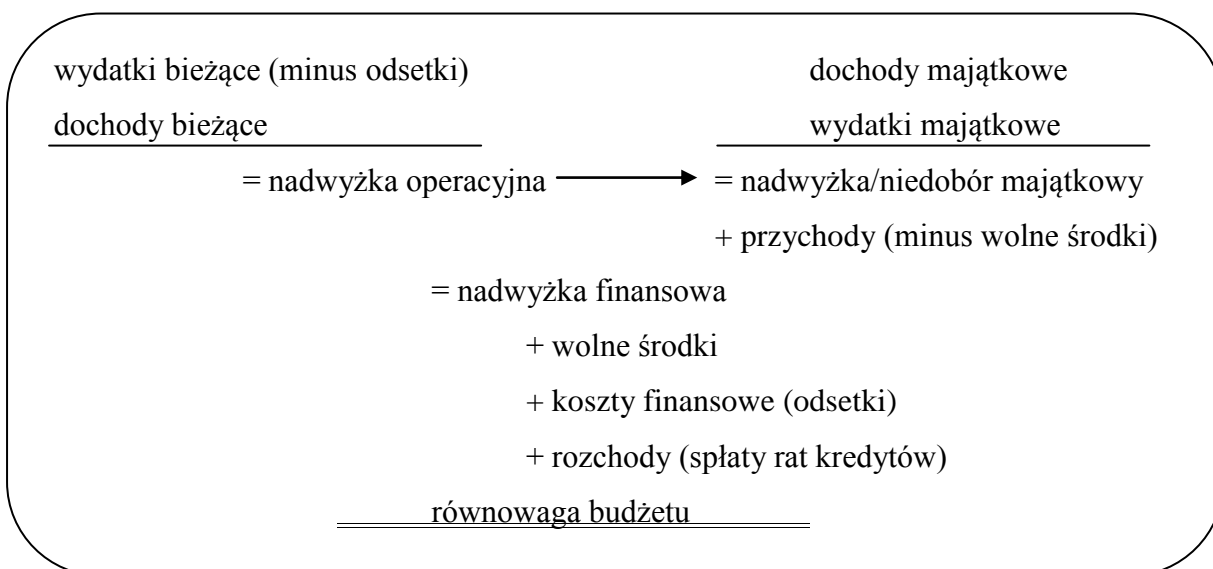 wydatki bieżące (minus odsetki) dochody majątkowe
dochody bieżące wydatki majątkowe
= nadwyżka operacyjna = nadwyżka/niedobór majątkowy
+ przychody (minus wolne środki)
= nadwyżka finansowa
+ wolne środki
+ koszty finansowe (odsetki)
+ rozchody (spłaty rat kredytów)
równowaga budżetu